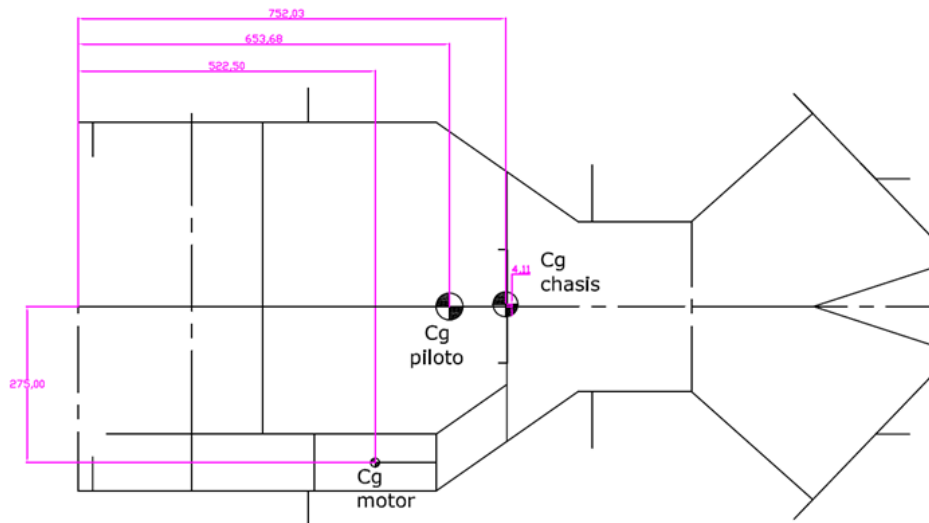 752,03
653,68
522,50
4,11
Cg
chasis
Cg
piloto
275,00
Cg
motor